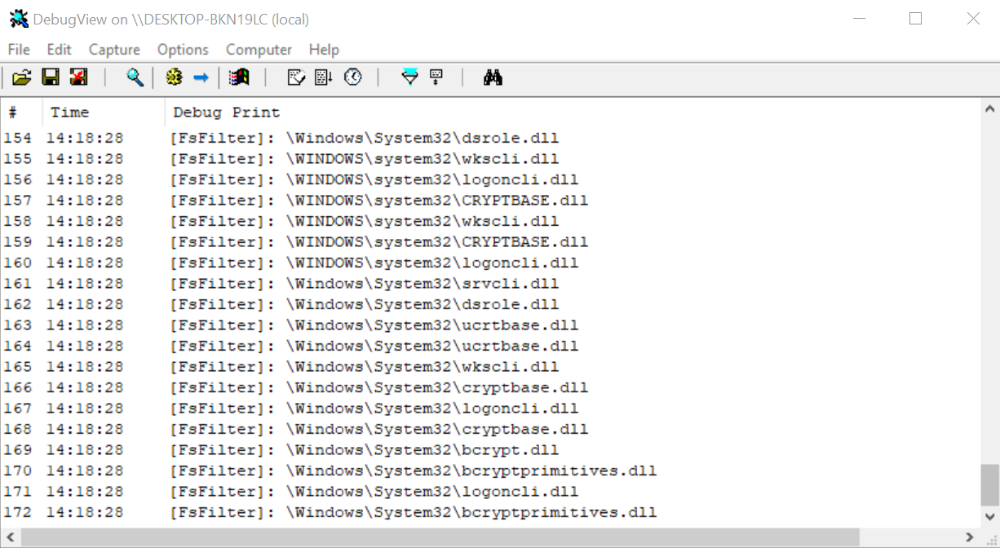 DebugView on \\DESKTOP-BKN19LC (local)
File Edit Capture Options Computer Help
# Time Debug Print
154 14:18:28 [FsFilter]: \Windows\System32\dsrole.dll
155 14:18:28 [FsFilter]: \WINDOWS\system32\wkscli.dll
156 14:18:28 [FsFilter]: \WINDOWS\system32\logoncli.dll
157 14:18:28 [FsFilter]: \WINDOWS\system32\CRYPTBASE.dll
158 14:18:28 [FsFilter]: \WINDOWS\system32\wkscli.dll
159 14:18:28 [FsFilter]: \WINDOWS\system32\CRYPTBASE.dll
160 14:18:28 [FsFilter]: \WINDOWS\system32\logoncli.dll
161 14:18:28 [FsFilter]: \Windows\System32\srvcli.dll
162 14:18:28 [FsFilter]: \Windows\System32\dsrole.dll
163 14:18:28 [FsFilter]: \Windows\System32\ucrtbase.dll
164 14:18:28 [FsFilter]: \Windows\System32\ucrtbase.dll
165 14:18:28 [FsFilter]: \Windows\System32\wkscli.dll
166 14:18:28 [FsFilter]: \Windows\System32\cryptbase.dll
167 14:18:28 [FsFilter]: \Windows\System32\logoncli.dll
168 14:18:28 [FsFilter]: \Windows\System32\cryptbase.dll
169 14:18:28 [FsFilter]: \Windows\System32\bcrypt.dll
170 14:18:28 [FsFilter]: \Windows\System32\bcryptprimitives.dll
171 14:18:28 [FsFilter]: \Windows\System32\logoncli.dll
172 14:18:28 [FsFilter]: \Windows\System32\bcryptprimitives.dll